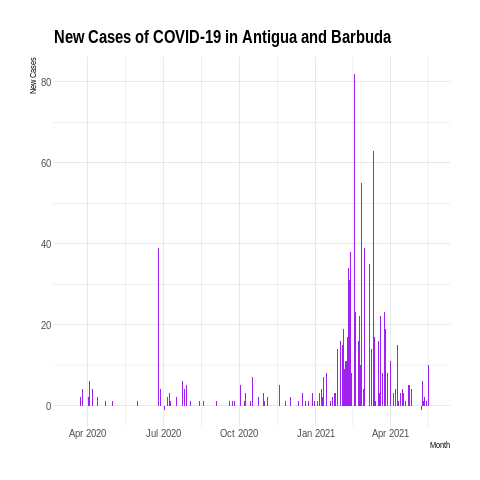 New Cases of COVID-19 in Antigua and Barbuda
New Cases
80
60
40
20
0
Apr 2020 Jul 2020 Oct 2020 Jan 2021 Apr 2021
Month